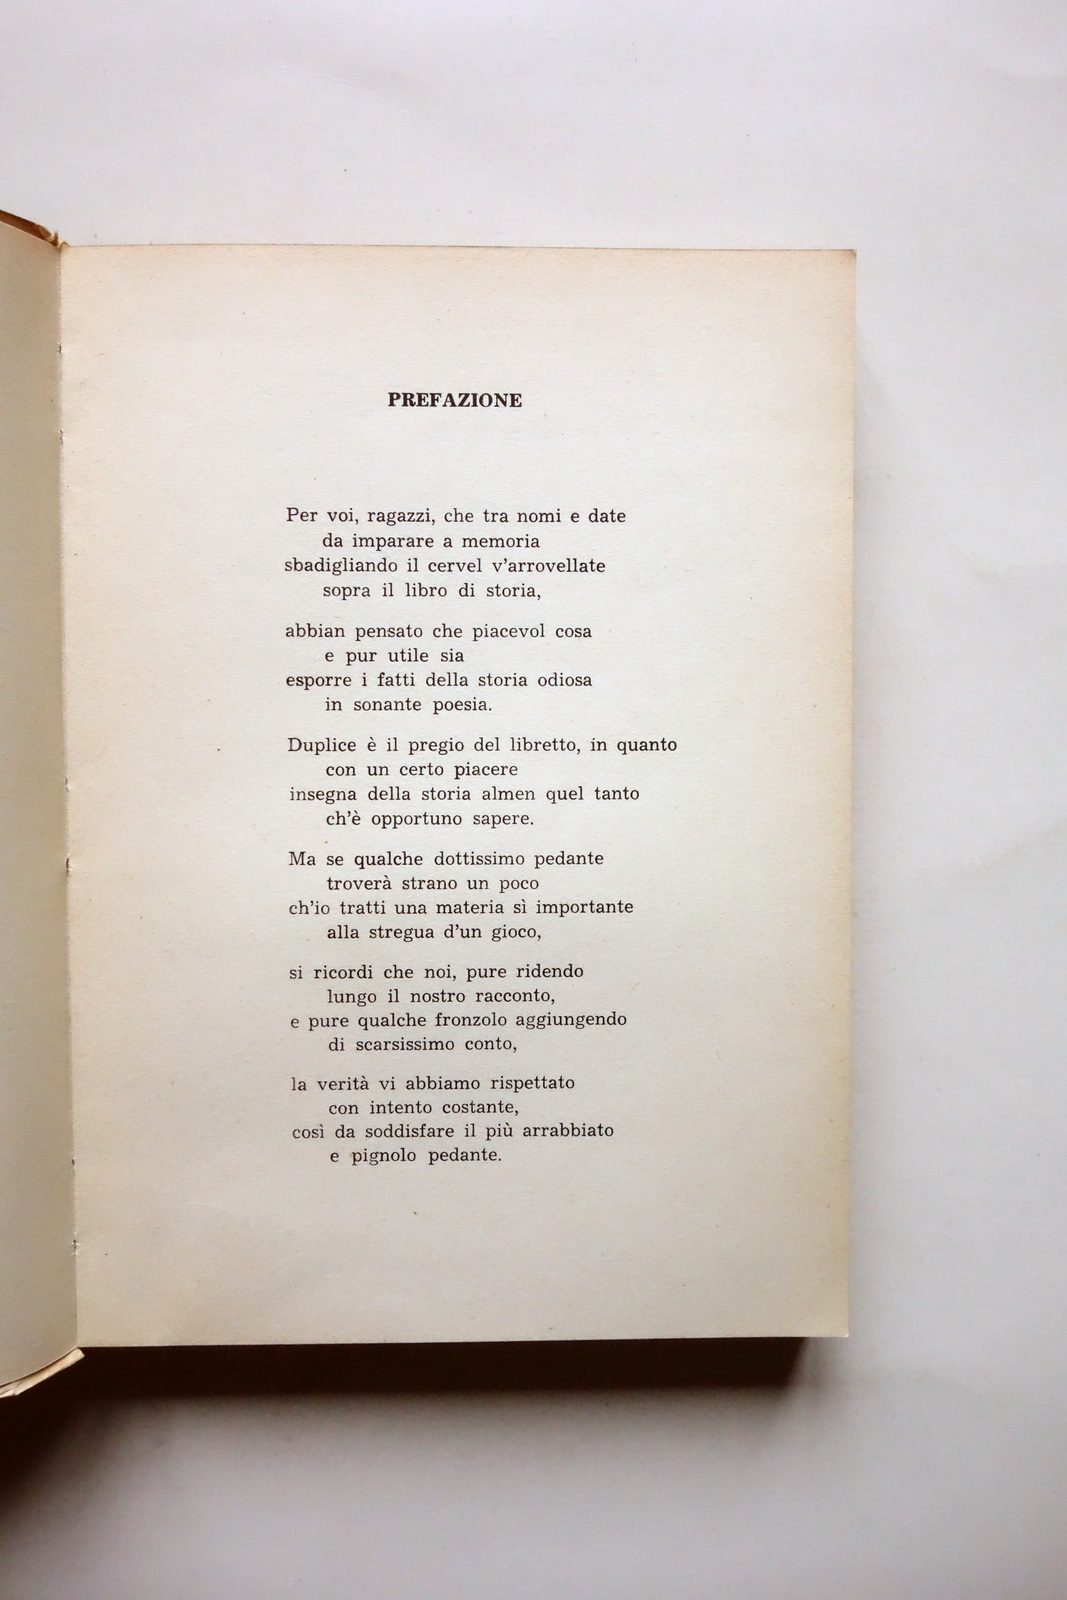 PREFAZIONE
Per voi, ragazzi, che tra nomi e date
da imparare a memoria
sbadigliando il cervel v'arrovellate
sopra il libro di storia,
abbian pensato che piacevol cosa
e pur utile sia
esporre i fatti della storia odiosa
in sonante poesia.
Duplice è il pregio del libretto, in quanto
con un certo piacere
insegna della storia almen quel tanto
ch'è opportuno sapere.
Ma se qualche dottissimo pedante
troverà strano un poco
ch'io tratti una materia sì importante
alla stregua d'un gioco,
si ricordi che noi, pure ridendo
lungo il nostro racconto,
e pure qualche fronzolo aggiungendo
di scarsissimo conto,
la verità vi abbiamo rispettato
con intento costante,
così da soddisfare il più arrabbiato
e pignolo pedante.